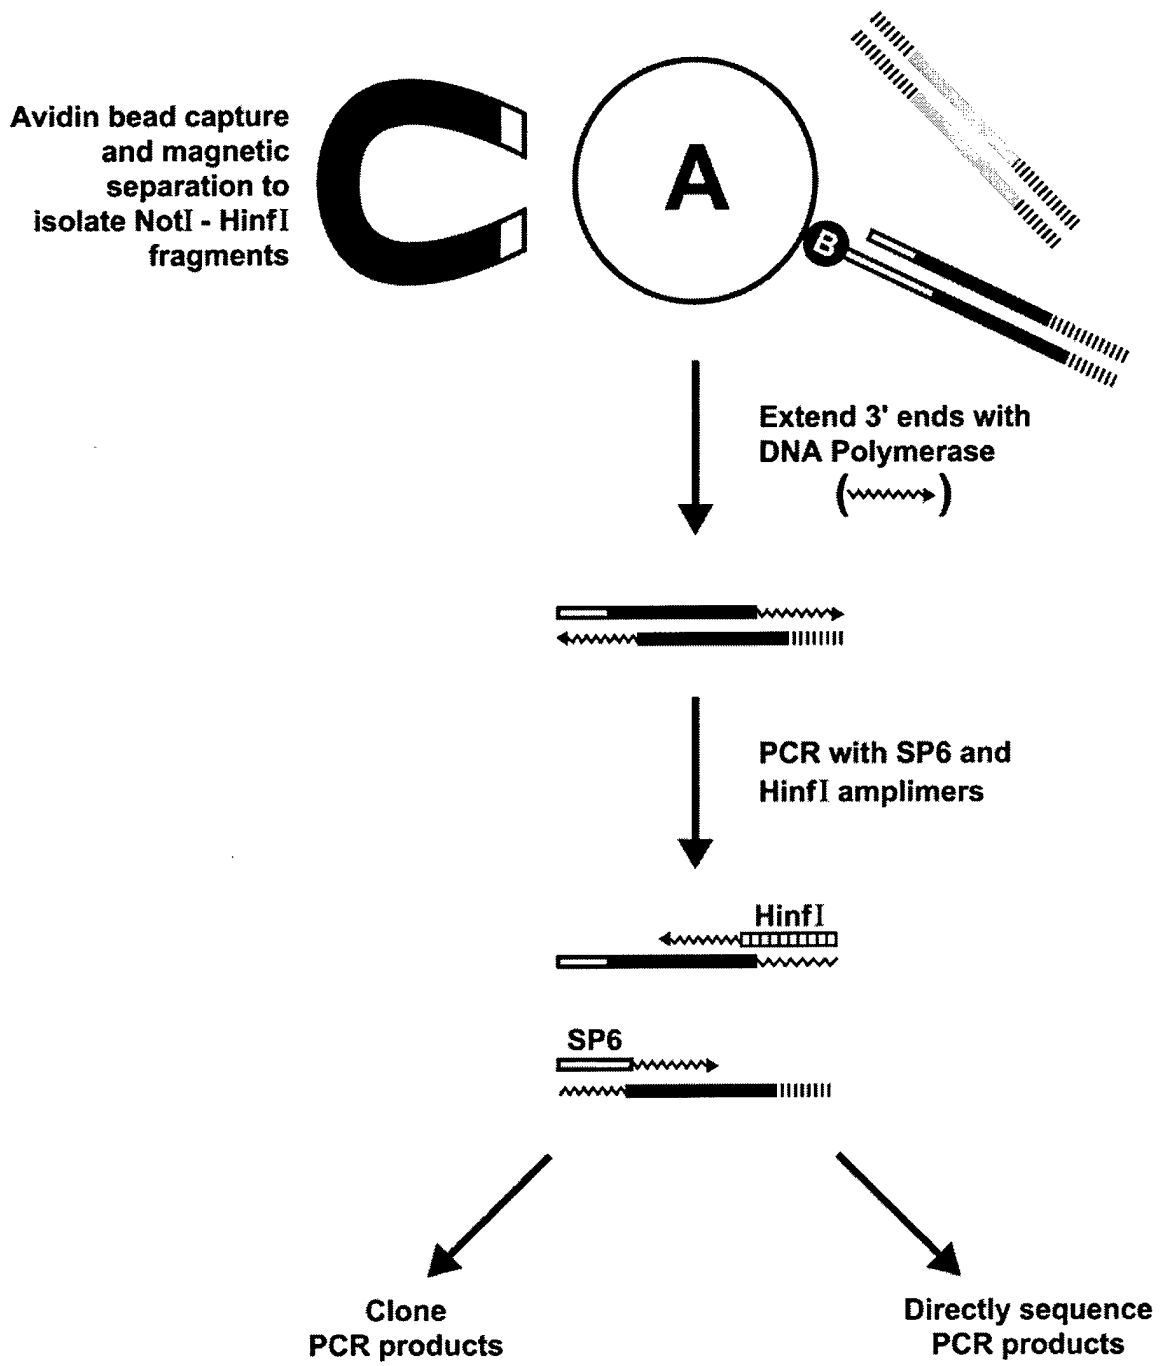 Avidin bead capture
and magnetic
separation to
isolate NotI - HinfI
fragments
A
B
Extend 3' ends with
DNA Polymerase
( )
PCR with SP6 and
HinfI amplimers
HinfI
SP6
Clone
PCR products
Directly sequence
PCR products